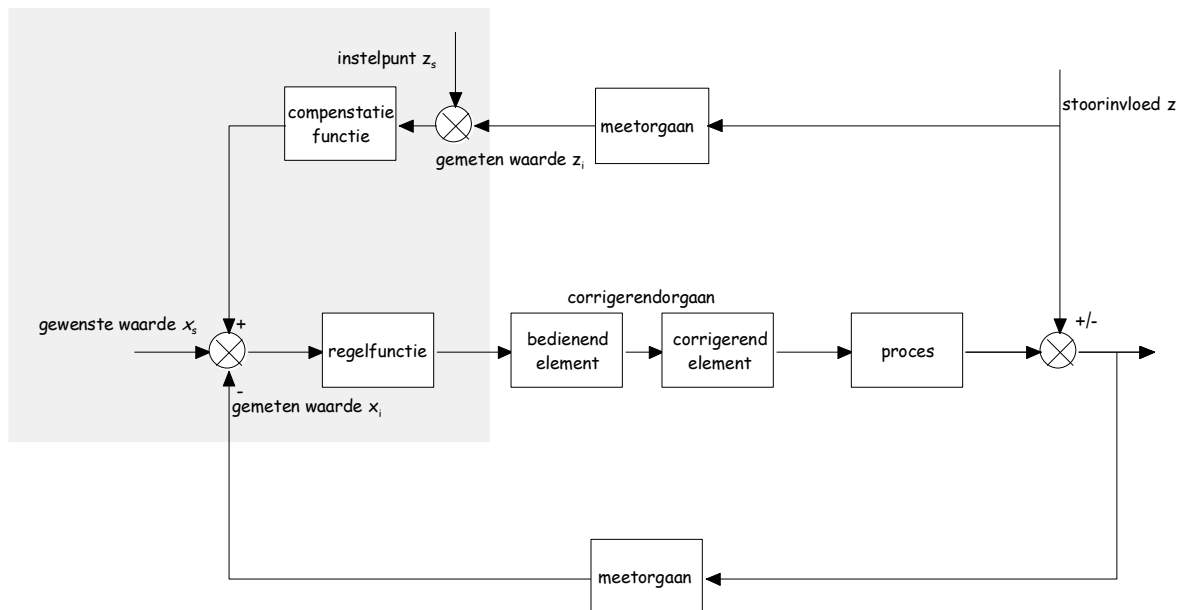 instelpunt zs
stoorinvloed z
compenstatie
functie
meetorgaan
gemeten waarde zi
corrigerendorgaan
gewenste waarde xs
+
+/-
regelfunctie
bedienend
element
corrigerend
element
proces
-
gemeten waarde xi
meetorgaan